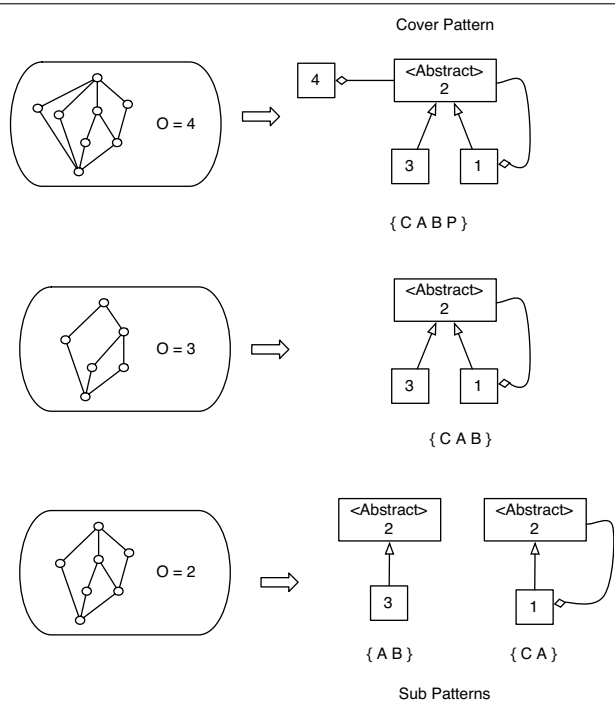 Cover Pattern
O = 4
4
<Abstract>
2
3
1
{ C A B P }
O = 3
<Abstract>
2
3
1
{ C A B }
O = 2
<Abstract>
2
<Abstract>
2
3
1
{ A B }
{ C A }
Sub Patterns